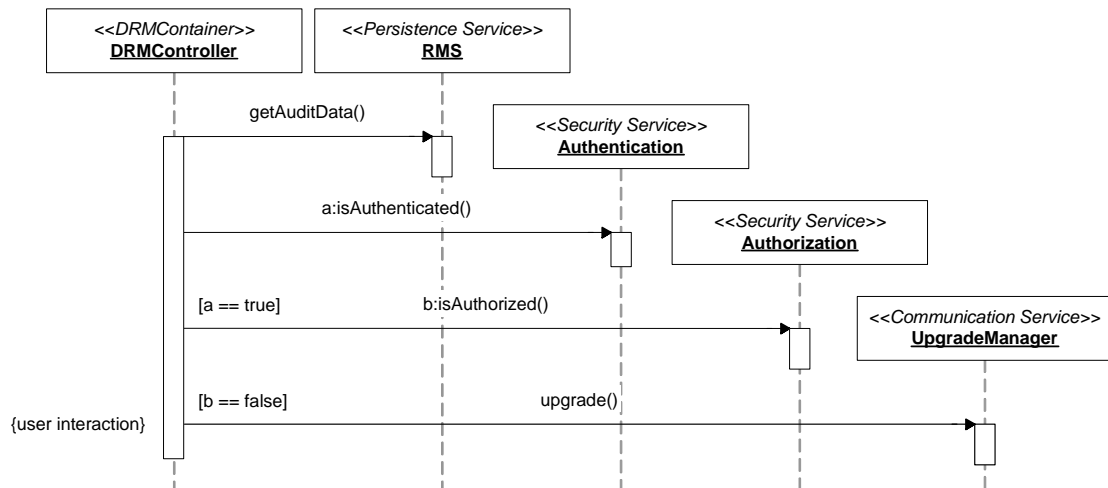 <<DRMContainer>>
DRMController
<<Persistence Service>>
RMS
getAuditData()
<<Security Service>>
Authentication
a:isAuthenticated()
<<Security Service>>
Authorization
[a == true]
b:isAuthorized()
<<Communication Service>>
UpgradeManager
[b == false]
upgrade()
{user interaction}